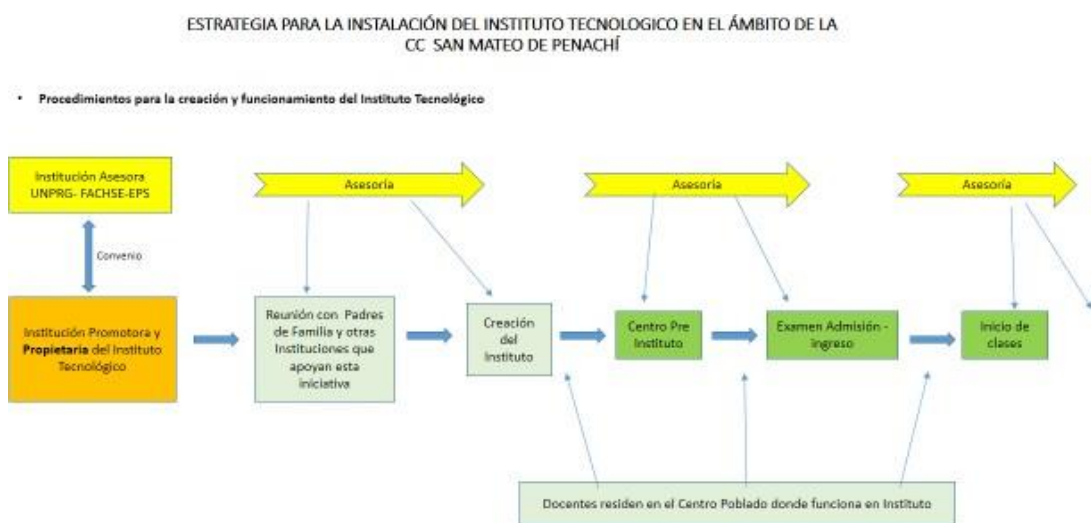 ESTRATEGIA PARA LA INSTALACIÓN DEL INSTITUTO TECNOLOGICO EN EL ÁMBITO DE LA
CC SAN MATEO DE PENACHÍ
• Procedimientos para la creación y funcionamiento del Instituto Tecnológico
Institución Asesora
UNPRG- FACHSE-EPS
Asesoría
Asesoría
Asesoría
Convenio
Institución Promotora y
Propietaria del Instituto
Tecnológico
Reunión con Padres
de Familia y otras
Instituciones que
apoyan esta
iniciativa
Creación
del
Instituto
Centro Pre
Instituto
Examen Admisión -
ingreso
Inicio de
clases
Docentes residen en el Centro Poblado donde funciona en Instituto